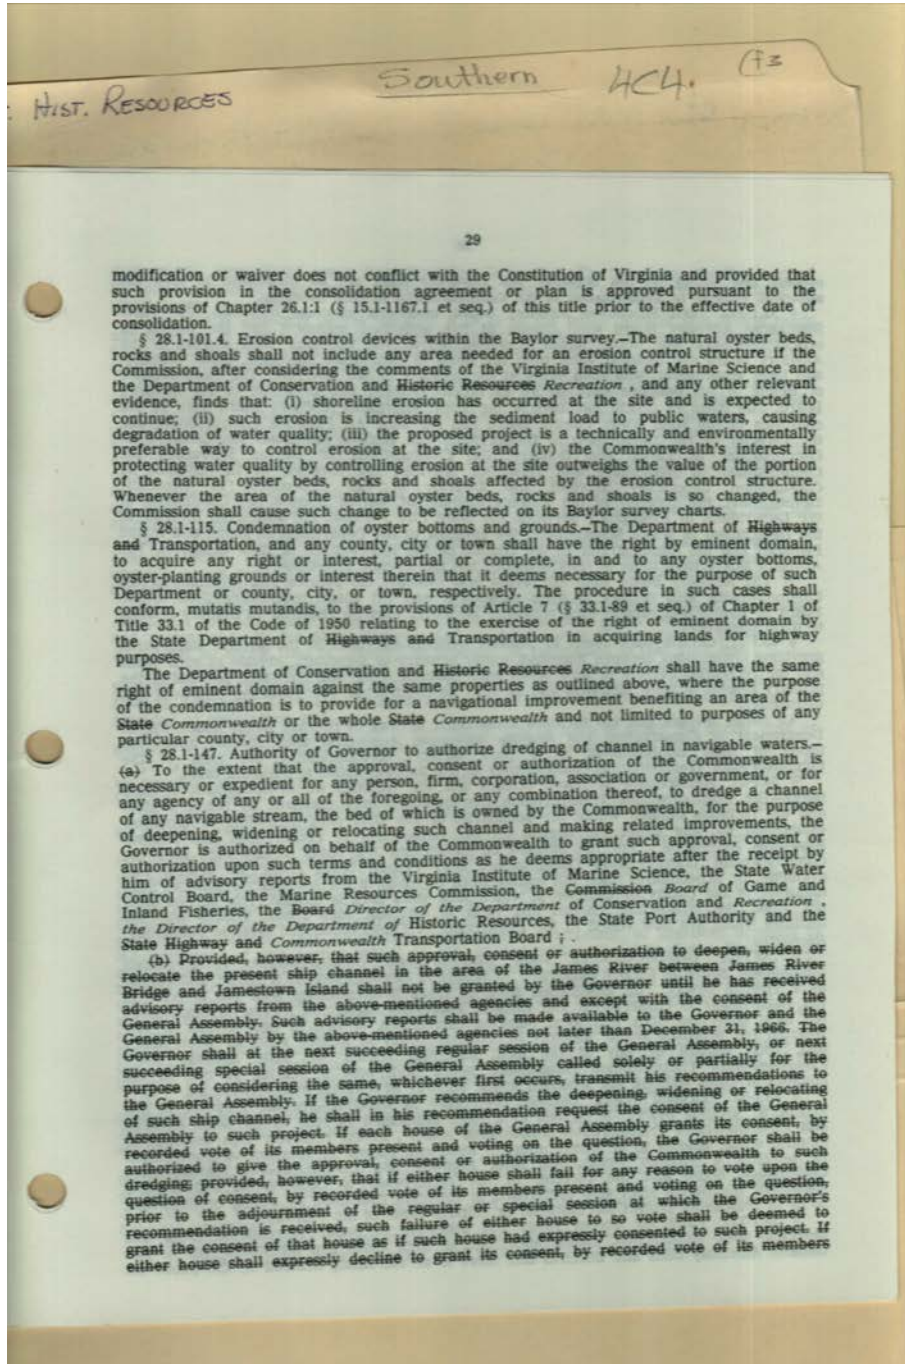 : HIST. RESOURCES
Southern 4C4. (f3
29
modification or waiver does not conflict with the Constitution of Virginia and provided that
such provision in the consolidation agreement or plan is approved pursuant to the
provisions of Chapter 26.1:1 (§ 15.1-1167.1 et seq.) of this title prior to the effective date of
consolidation.
§ 28.1-101.4. Erosion control devices within the Baylor survey.—The natural oyster beds,
rocks and shoals shall not include any area needed for an erosion control structure if the
Commission, after considering the comments of the Virginia Institute of Marine Science and
the Department of Conservation and Historic Resources Recreation , and any other relevant
evidence, finds that: (i) shoreline erosion has occurred at the site and is expected to
continue; (ii) such erosion is increasing the sediment load to public waters, causing
degradation of water quality; (iii) the proposed project is a technically and environmentally
preferable way to control erosion at the site; and (iv) the Commonwealth's interest in
protecting water quality by controlling erosion at the site outweighs the value of the portion
of the natural oyster beds, rocks and shoals affected by the erosion control structure.
Whenever the area of the natural oyster beds, rocks and shoals is so changed, the
Commission shall cause such change to be reflected on its Baylor survey charts.
§ 28.1-115. Condemnation of oyster bottoms and grounds.—The Department of Highways
and Transportation, and any county, city or town shall have the right by eminent domain,
to acquire any right or interest, partial or complete, in and to any oyster bottoms,
oyster-planting grounds or interest therein that it deems necessary for the purpose of such
Department or county, city, or town, respectively. The procedure in such cases shall
conform, mutatis mutandis, to the provisions of Article 7 (§ 33.1-89 et seq.) of Chapter 1 of
Title 33.1 of the Code of 1950 relating to the exercise of the right of eminent domain by
the State Department of Highways and Transportation in acquiring lands for highway
purposes.
The Department of Conservation and Historic Resources Recreation shall have the same
right of eminent domain against the same properties as outlined above, where the purpose
of the condemnation is to provide for a navigational improvement benefiting an area of the
State Commonwealth or the whole State Commonwealth and not limited to purposes of any
particular county, city or town.
§ 28.1-147. Authority of Governor to authorize dredging of channel in navigable waters.—
(a) To the extent that the approval, consent or authorization of the Commonwealth is
necessary or expedient for any person, firm, corporation, association or government, or for
any agency of any or all of the foregoing, or any combination thereof, to dredge a channel
of any navigable stream, the bed of which is owned by the Commonwealth, for the purpose
of deepening, widening or relocating such channel and making related improvements, the
Governor is authorized on behalf of the Commonwealth to grant such approval, consent or
authorization upon such terms and conditions as he deems appropriate after the receipt by
him of advisory reports from the Virginia Institute of Marine Science, the State Water
Control Board, the Marine Resources Commission, the Commission Board of Game and
Inland Fisheries, the Board Director of the Department of Conservation and Recreation ,
the Director of the Department of Historic Resources, the State Port Authority and the
State Highway and Commonwealth Transportation Board ; .
(b) Provided, however, that such approval, consent or authorization to deepen, widen or
relocate the present ship channel in the area of the James River between James River
Bridge and Jamestown Island shall not be granted by the Governor until he has received
advisory reports from the above-mentioned agencies and except with the consent of the
General Assembly. Such advisory reports shall be made available to the Governor and the
General Assembly by the above-mentioned agencies not later than December 31, 1966. The
Governor shall at the next succeeding regular session of the General Assembly, or next
succeeding special session of the General Assembly called solely or partially for the
purpose of considering the same, whichever first occurs, transmit his recommendations to
the General Assembly. If the Governor recommends the deepening, widening or relocating
of such ship channel, he shall in his recommendation request the consent of the General
Assembly to such project. If each house of the General Assembly grants its consent, by
recorded vote of its members present and voting on the question, the Governor shall be
authorized to give the approval, consent or authorization of the Commonwealth to such
dredging; provided, however, that if either house shall fail for any reason to vote upon the
question of consent, by recorded vote of its members present and voting on the question,
prior to the adjournment of the regular or special session at which the Governor's
recommendation is received, such failure of either house to so vote shall be deemed to
grant the consent of that house as if such house had expressly consented to such project. If
either house shall expressly decline to grant its consent, by recorded vote of its members